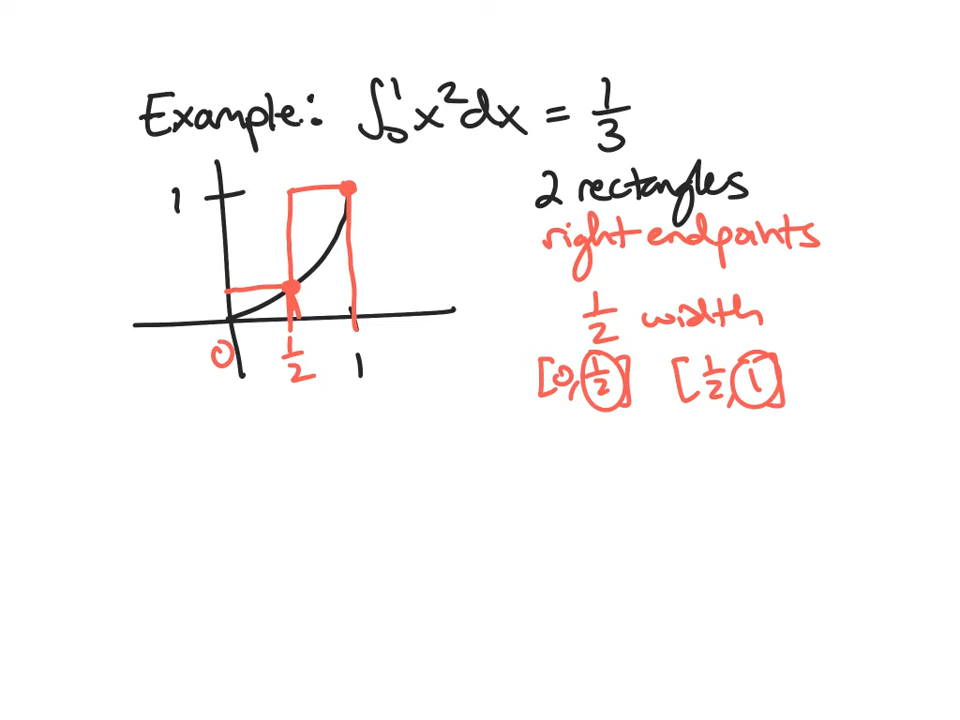 Example: ∫₀¹ x² dx = 1/3
2 rectangles
right endpoints
1
1/2 width
0 1/2 1
[0, 1/2] [1/2, 1]